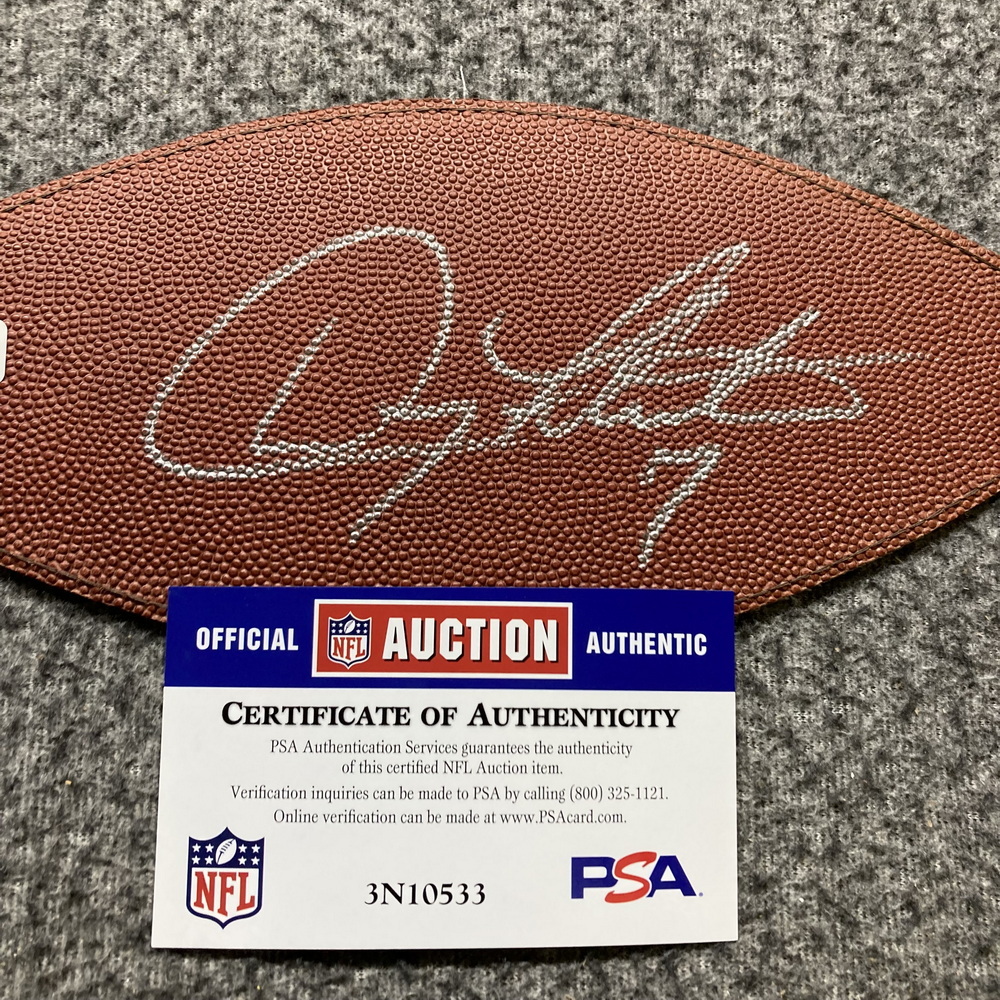 7
OFFICIAL NFL AUCTION AUTHENTIC
CERTIFICATE OF AUTHENTICITY
PSA Authentication Services guarantees the authenticity
of this certified NFL Auction item.
Verification inquiries can be made to PSA by calling (800) 325-1121.
Online verification can be made at www.PSAcard.com.
NFL 3N10533 PSA